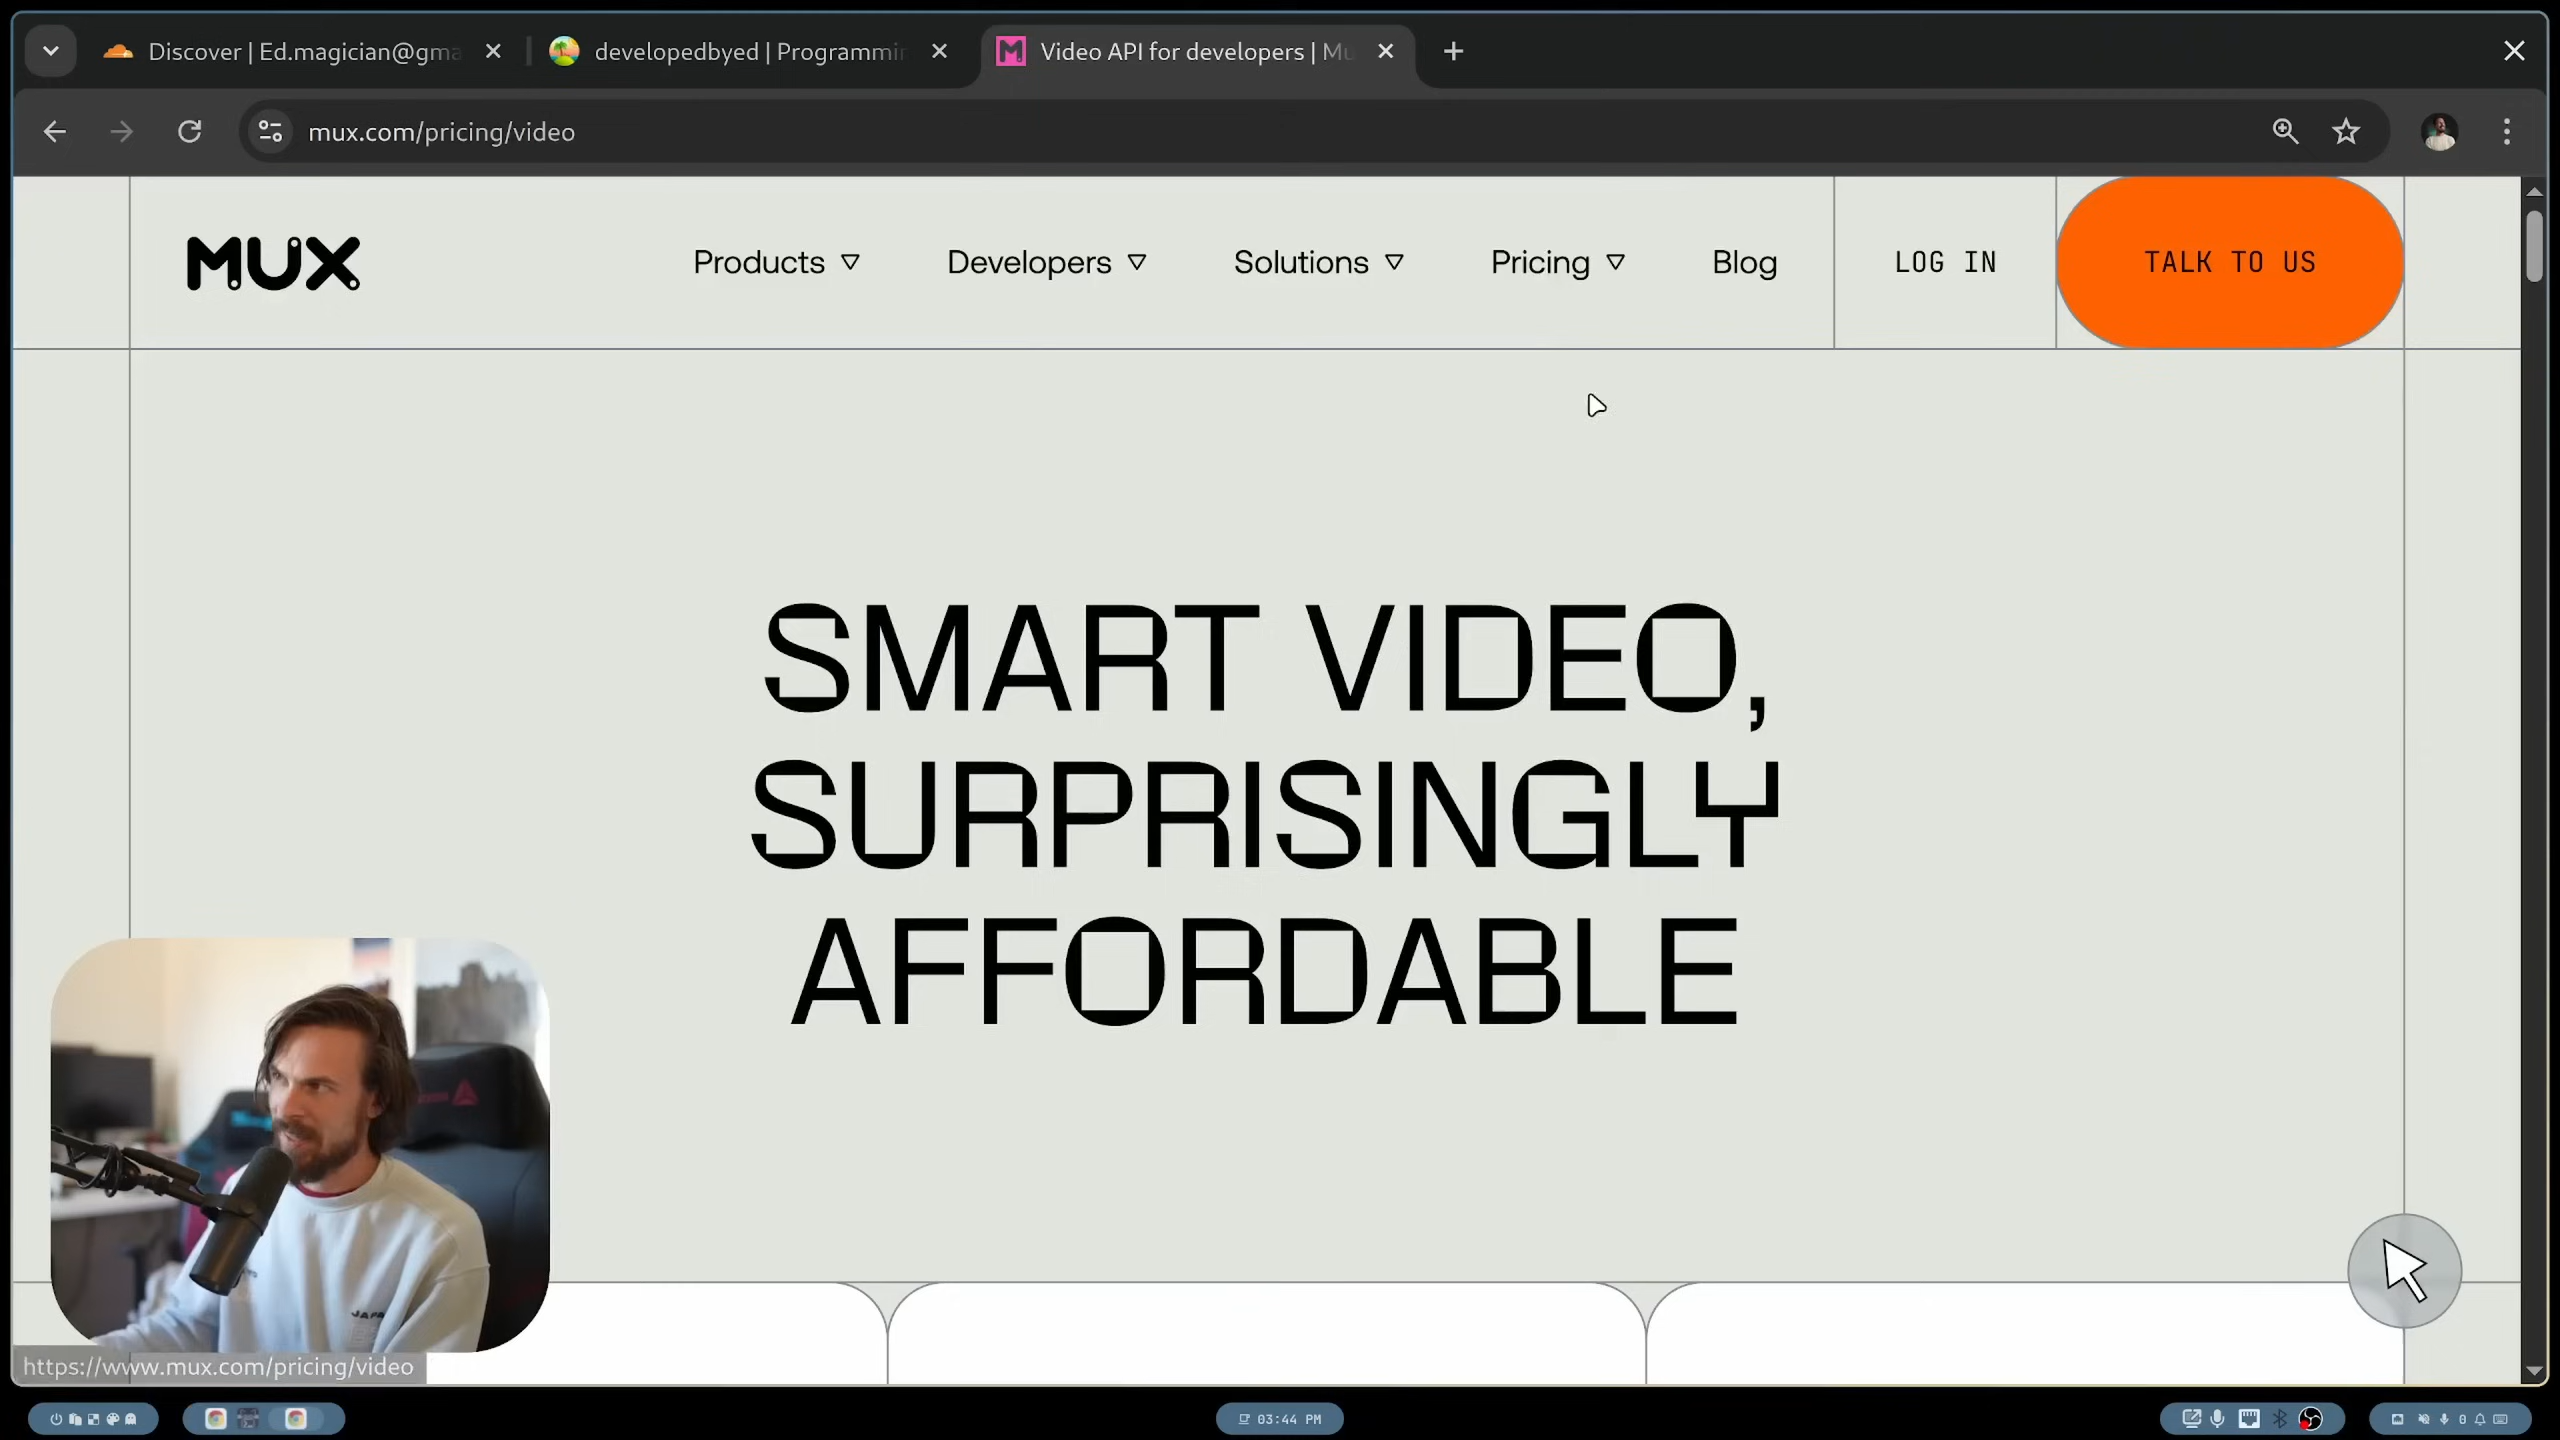 Discover | Ed.magician@gma
developedbyed | Programmin
Video API for developers | Mu
mux.com/pricing/video
MUX
Products
Developers
Solutions
Pricing
Blog
LOG IN
TALK TO US
SMART VIDEO,
SURPRISINGLY
AFFORDABLE
https://www.mux.com/pricing/video
03:44 PM
0